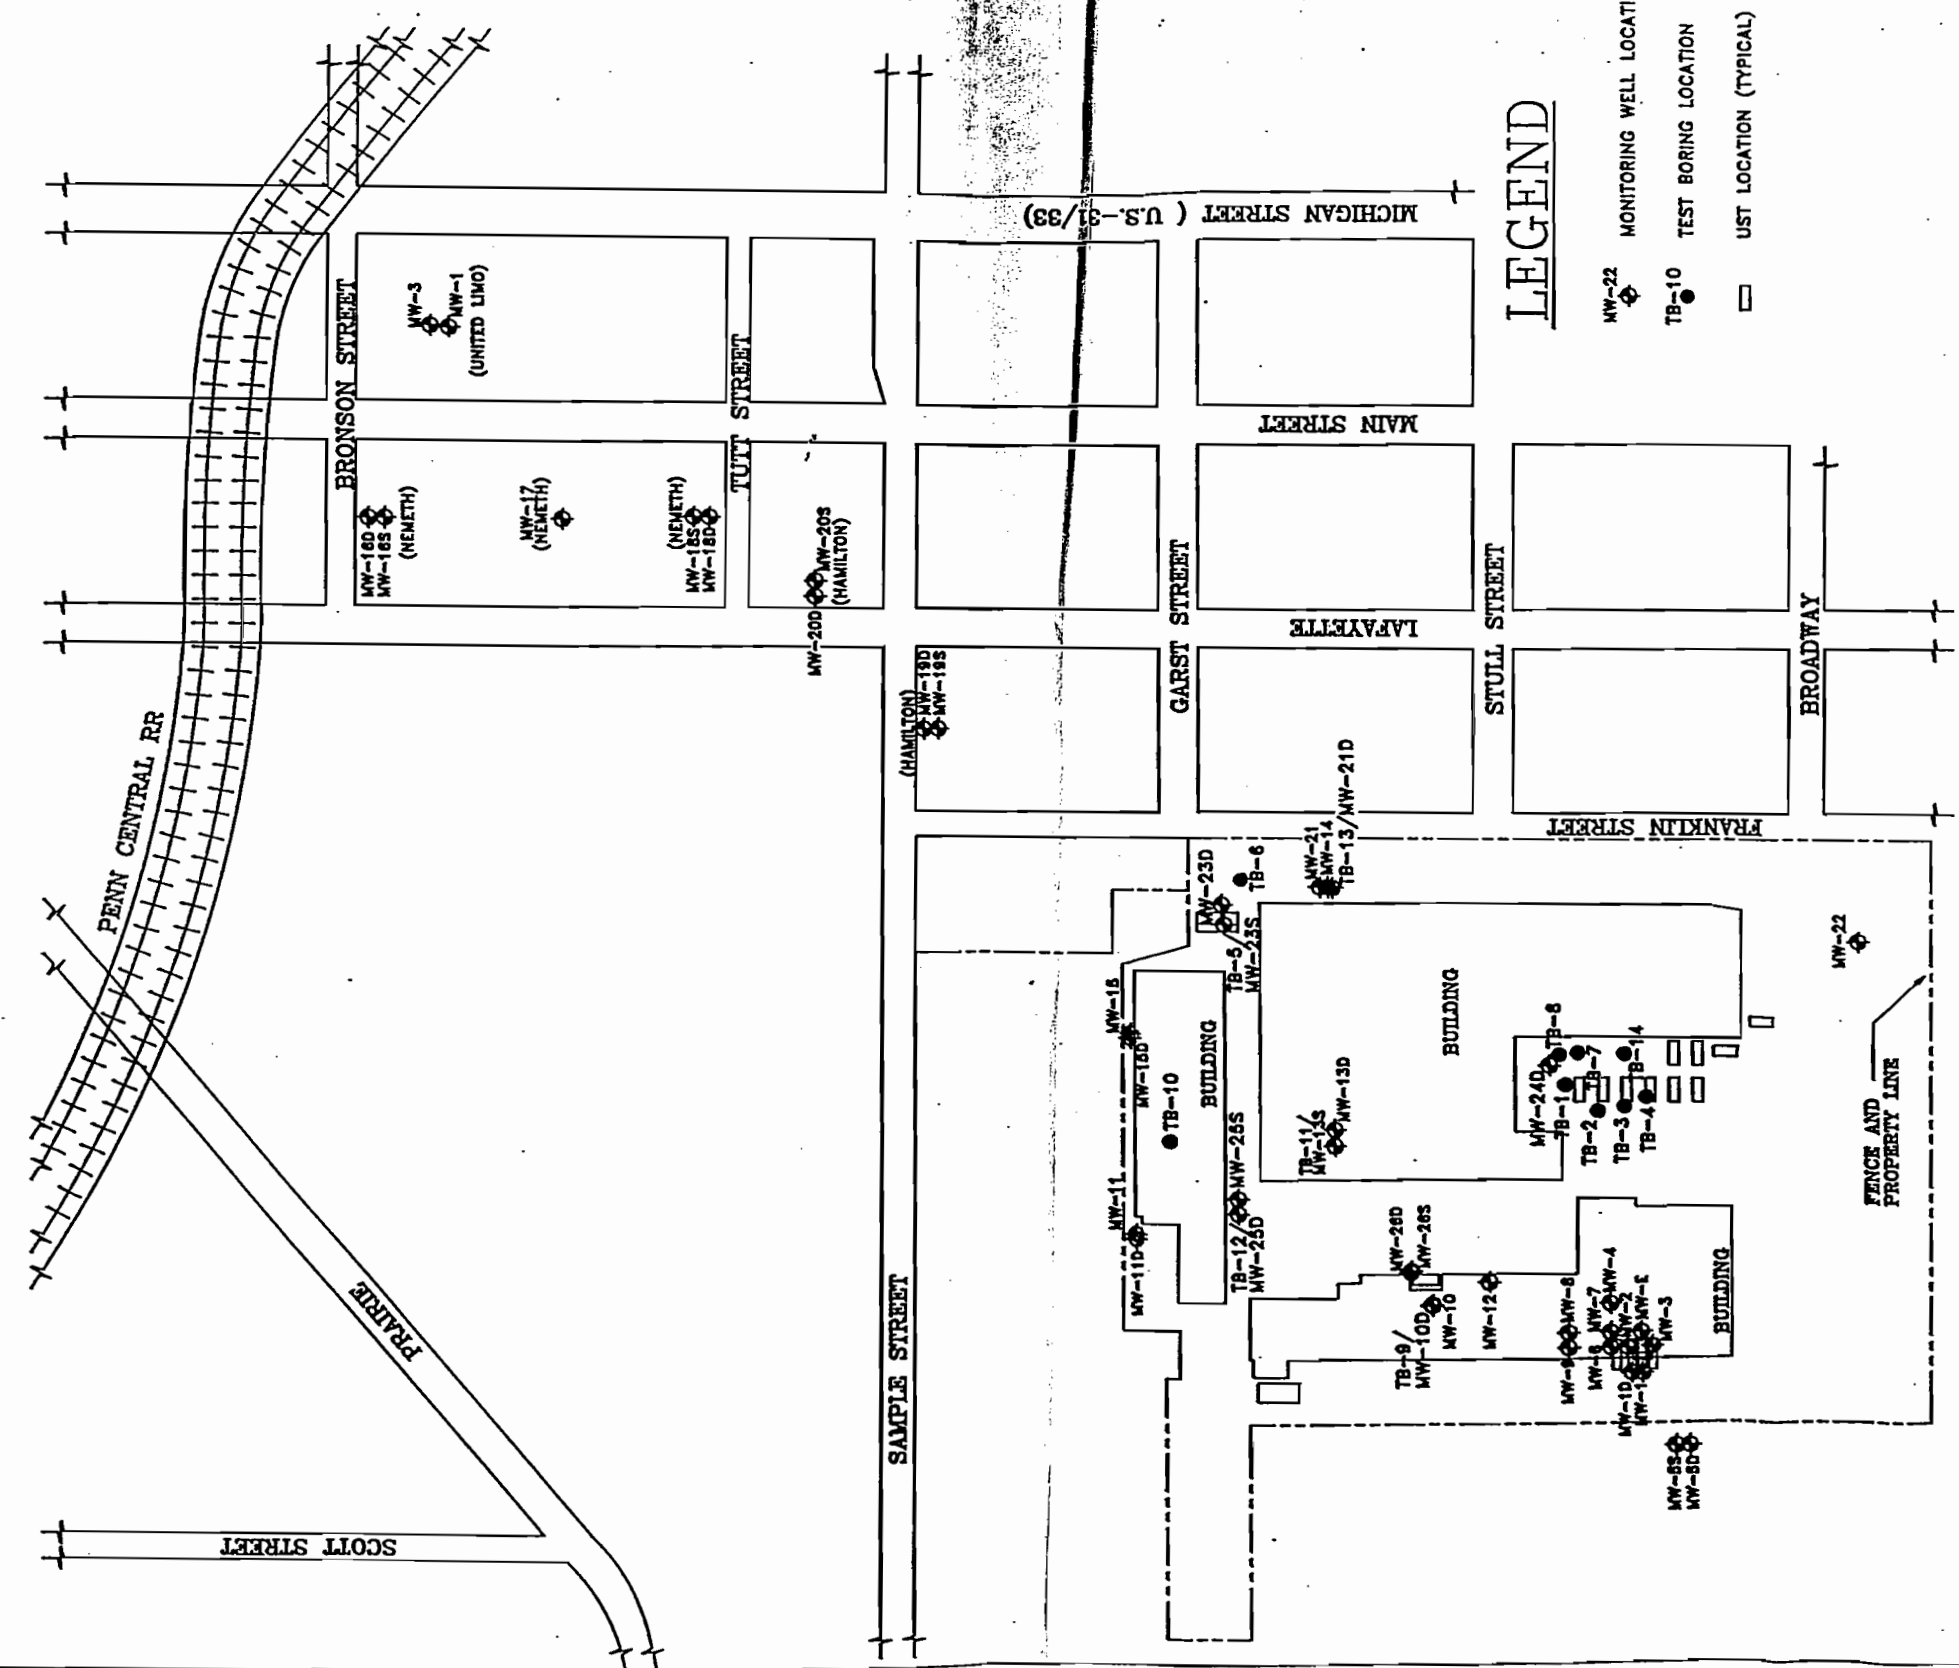 PENN CENTRAL RR
BRONSON STREET
MW-3
MW-1
(UNITED LIMO)
TUTT STREET
MW-16D
MW-16S
(NEMETH)
MW-17
(NEMETH)
(NEMETH)
MW-18S
MW-18D
MW-20D
MW-20S
(HAMILTON)
(HAMILTON)
MW-19D
MW-19S
MICHIGAN STREET ( U.S.-31/33)
MAIN STREET
LAFAYETTE
GARST STREET
STULL STREET
BROADWAY
FRANKLIN STREET
SAMPLE STREET
PRAIRIE
SCOTT STREET
LEGEND
MW-22
MONITORING WELL LOCATI
TB-10
TEST BORING LOCATION
UST LOCATION (TYPICAL)
MW-23D
TB-6
TB-5/
MW-23S
MW-21
MW-14
TB-13/MW-21D
MW-22
MW-15D
TB-10
BUILDING
BUILDING
MW-11
MW-11D
MW-25S
TB-12/
MW-25D
TB-11/
MW-13S
MW-13D
MW-24D
TB-8
TB-7
TB-1
TB-2
TB-3
TB-4
MW-26D
MW-26S
TB-9/
MW-10D
MW-10
MW-12
MW-8
MW-9
MW-7
MW-6
MW-4
MW-2
MW-3
MW-1D
BUILDING
MW-5S
MW-5D
FENCE AND
PROPERTY LINE